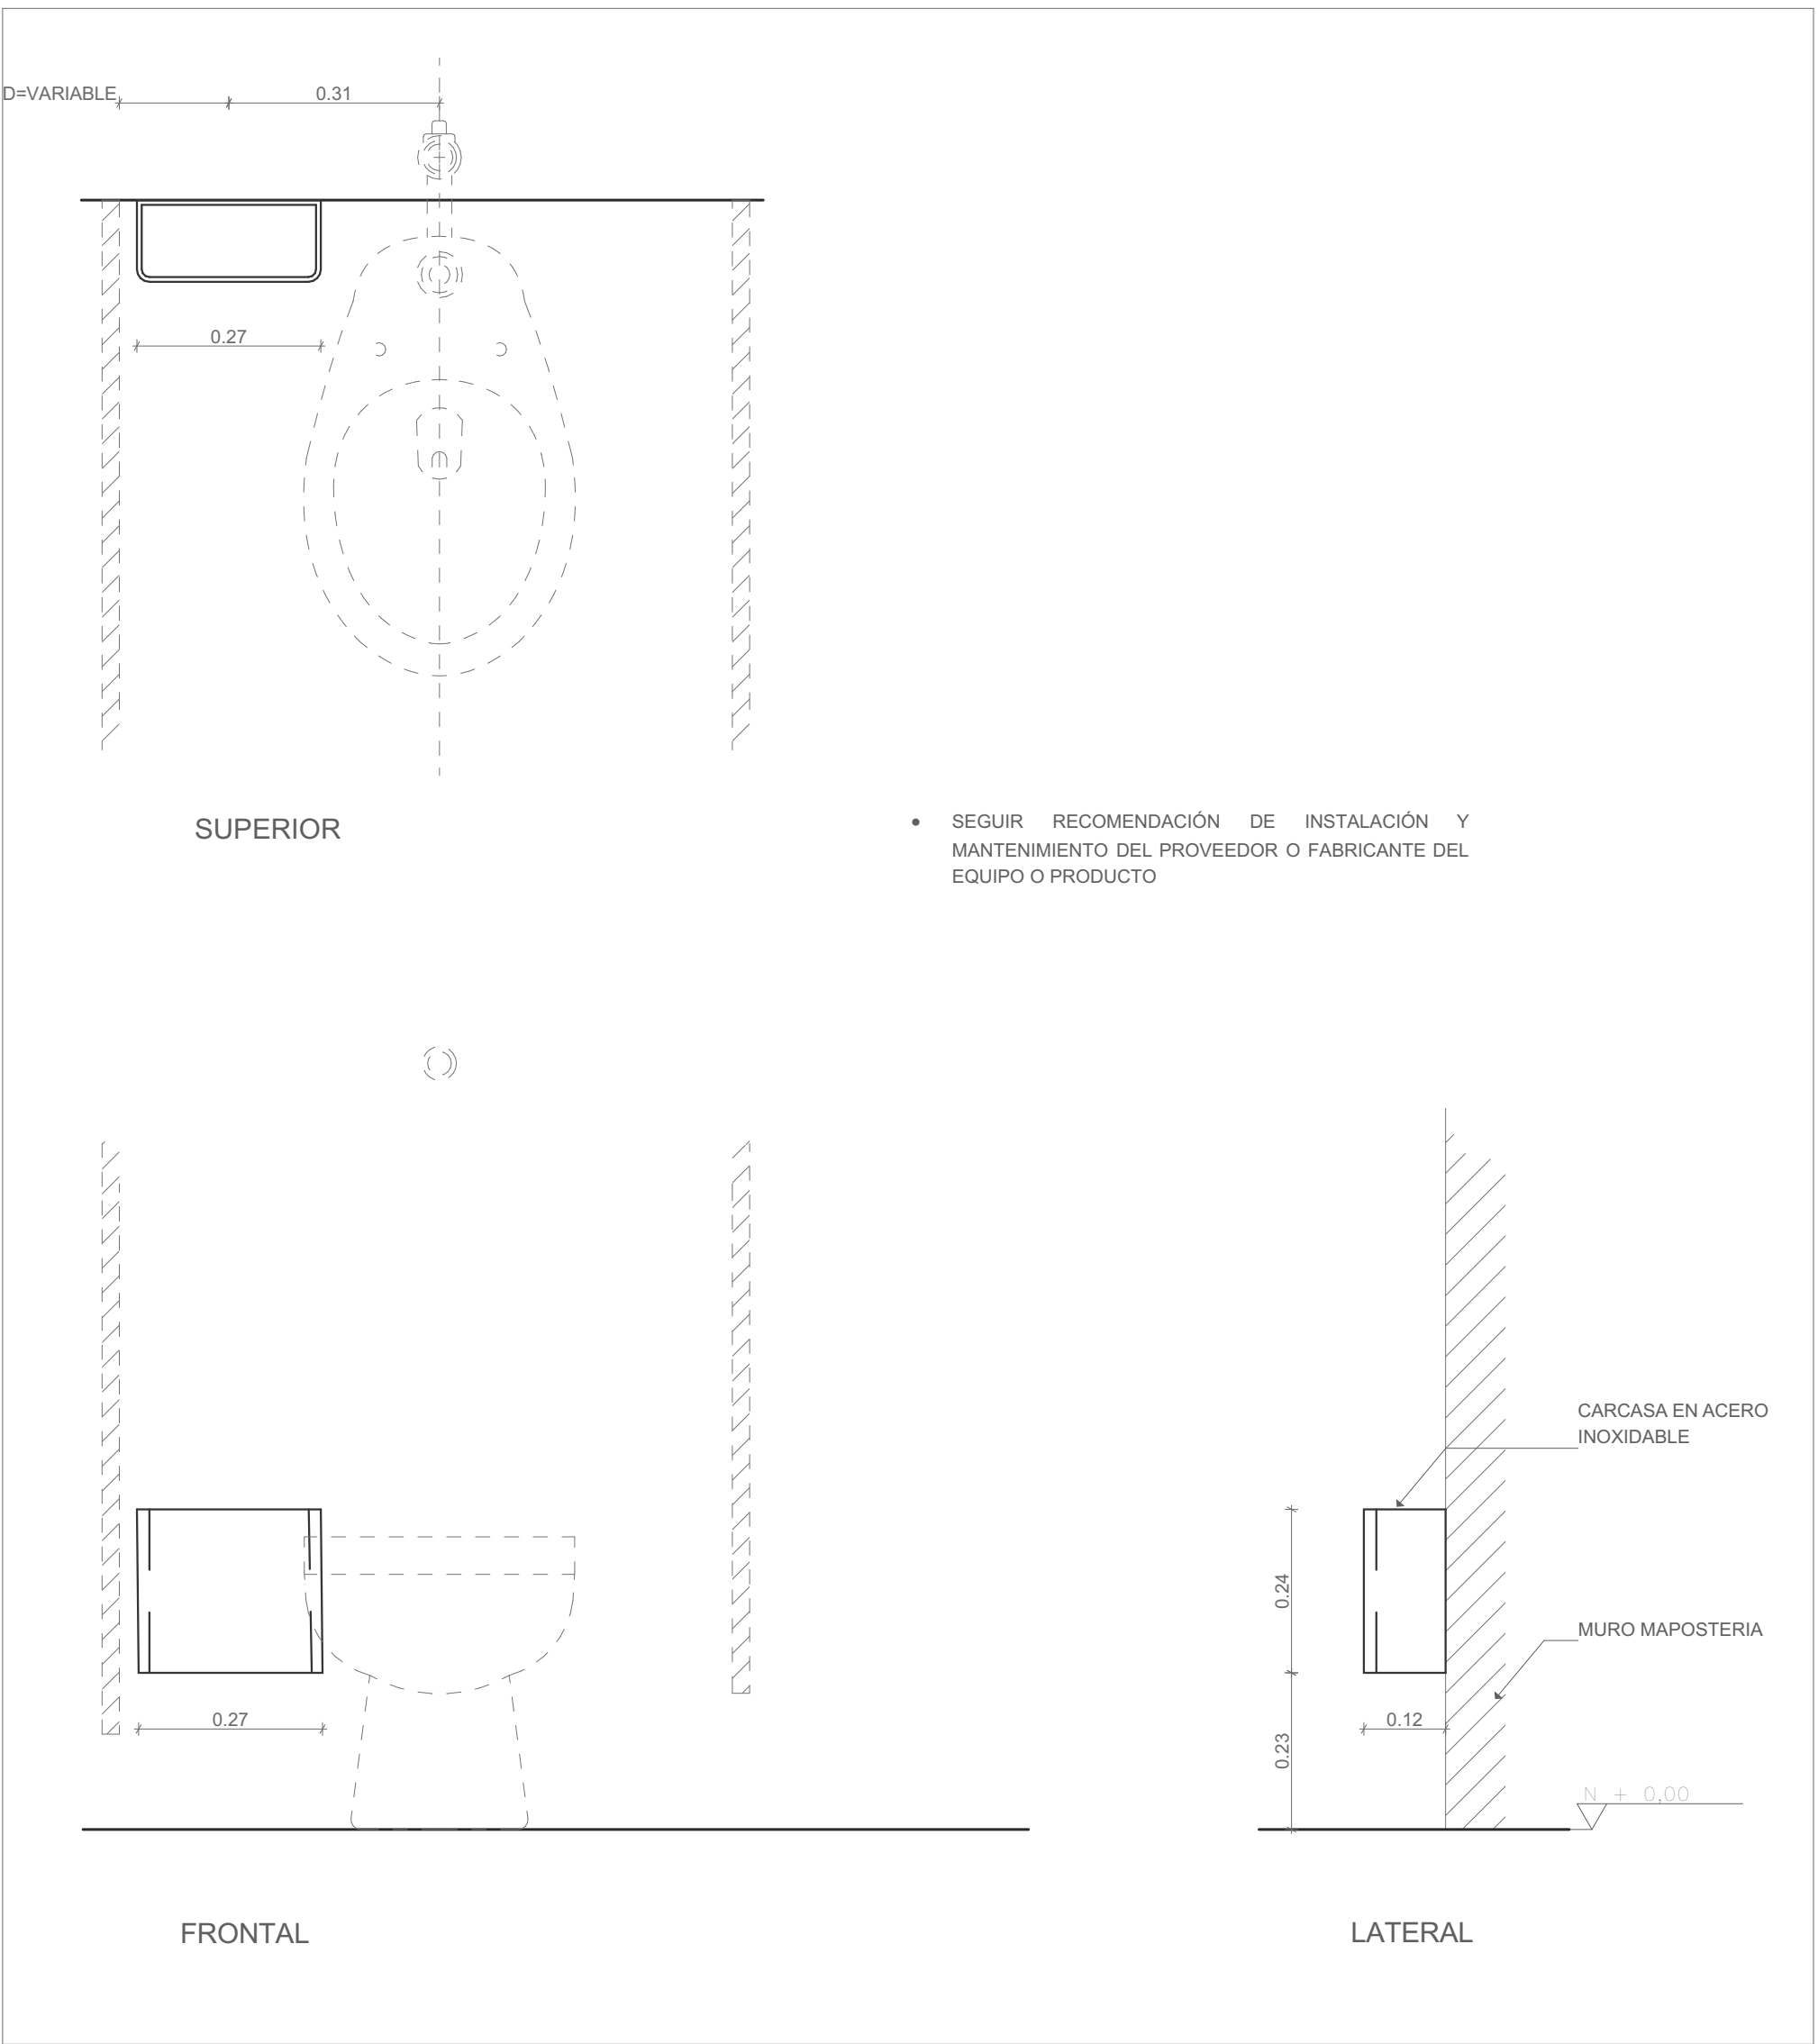 D=VARIABLE
0.31
0.27
SUPERIOR
• SEGUIR RECOMENDACIÓN DE INSTALACIÓN Y
MANTENIMIENTO DEL PROVEEDOR O FABRICANTE DEL
EQUIPO O PRODUCTO
CARCASA EN ACERO
INOXIDABLE
0.24
MURO MAPOSTERIA
0.27
0.12
0.23
N + 0,00
FRONTAL
LATERAL